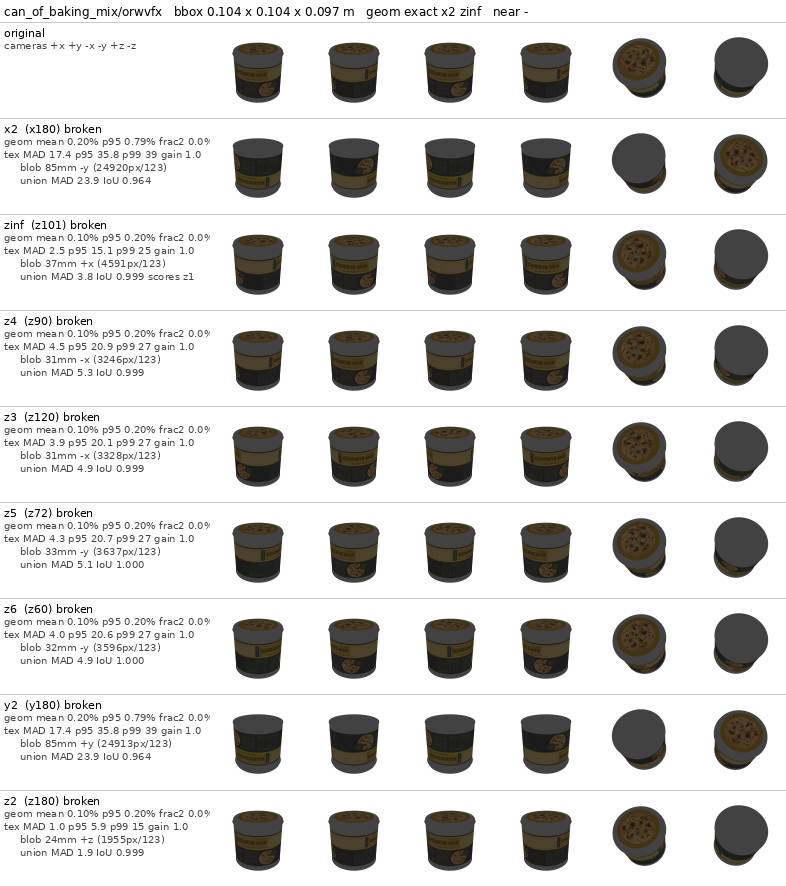 can_of_baking_mix/orwvfx bbox 0.104 x 0.104 x 0.097 m geom exact x2 zinf near -
original
cameras +x +y -x -y +z -z
x2 (x180) broken
geom mean 0.20% p95 0.79% frac2 0.0%
tex MAD 17.4 p95 35.8 p99 39 gain 1.0
blob 85mm -y (24920px/123)
union MAD 23.9 IoU 0.964
zinf (z101) broken
geom mean 0.10% p95 0.20% frac2 0.0%
tex MAD 2.5 p95 15.1 p99 25 gain 1.0
blob 37mm +x (4591px/123)
union MAD 3.8 IoU 0.999 scores z1
z4 (z90) broken
geom mean 0.10% p95 0.20% frac2 0.0%
tex MAD 4.5 p95 20.9 p99 27 gain 1.0
blob 31mm -x (3246px/123)
union MAD 5.3 IoU 0.999
z3 (z120) broken
geom mean 0.10% p95 0.20% frac2 0.0%
tex MAD 3.9 p95 20.1 p99 27 gain 1.0
blob 31mm -x (3328px/123)
union MAD 4.9 IoU 0.999
z5 (z72) broken
geom mean 0.10% p95 0.20% frac2 0.0%
tex MAD 4.3 p95 20.7 p99 27 gain 1.0
blob 33mm -y (3637px/123)
union MAD 5.1 IoU 1.000
z6 (z60) broken
geom mean 0.10% p95 0.20% frac2 0.0%
tex MAD 4.0 p95 20.6 p99 27 gain 1.0
blob 32mm -y (3596px/123)
union MAD 4.9 IoU 1.000
y2 (y180) broken
geom mean 0.20% p95 0.79% frac2 0.0%
tex MAD 17.4 p95 35.8 p99 39 gain 1.0
blob 85mm +y (24913px/123)
union MAD 23.9 IoU 0.964
z2 (z180) broken
geom mean 0.10% p95 0.20% frac2 0.0%
tex MAD 1.0 p95 5.9 p99 15 gain 1.0
blob 24mm +z (1955px/123)
union MAD 1.9 IoU 0.999